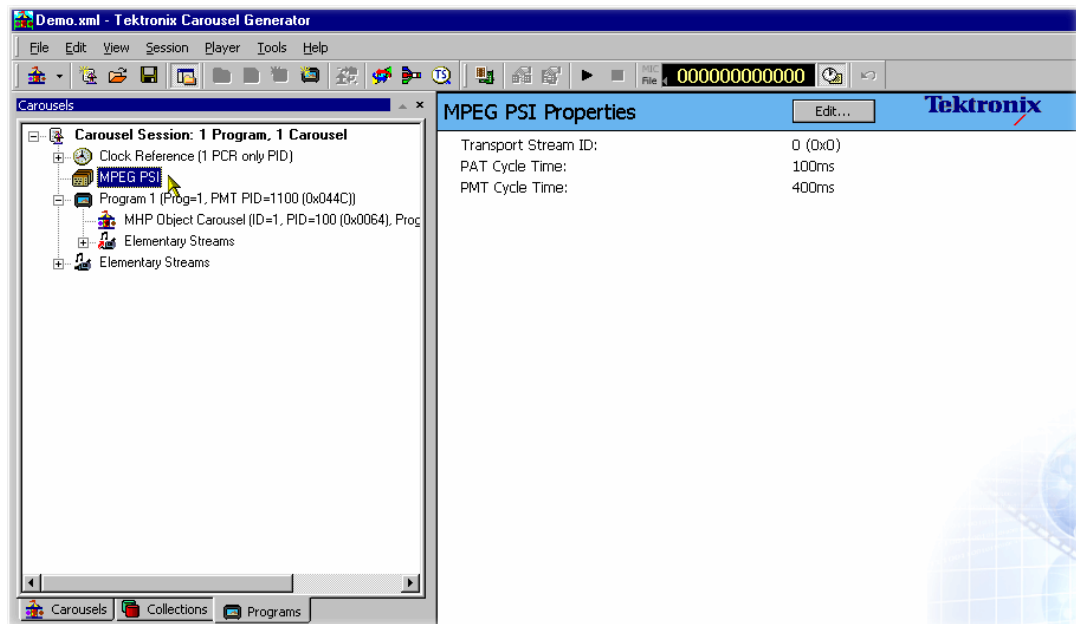 Demo.xml - Tektronix Carousel Generator
File Edit View Session Player Tools Help
TS MIC File 000000000000
Carousels
MPEG PSI Properties Edit... Tektronix
Carousel Session: 1 Program, 1 Carousel
Clock Reference (1 PCR only PID)
MPEG PSI
Program 1 (Prog=1, PMT PID=1100 (0x044C))
MHP Object Carousel (ID=1, PID=100 (0x0064), Prog
Elementary Streams
Elementary Streams
Transport Stream ID: 0 (0x0)
PAT Cycle Time: 100ms
PMT Cycle Time: 400ms
Carousels Collections Programs